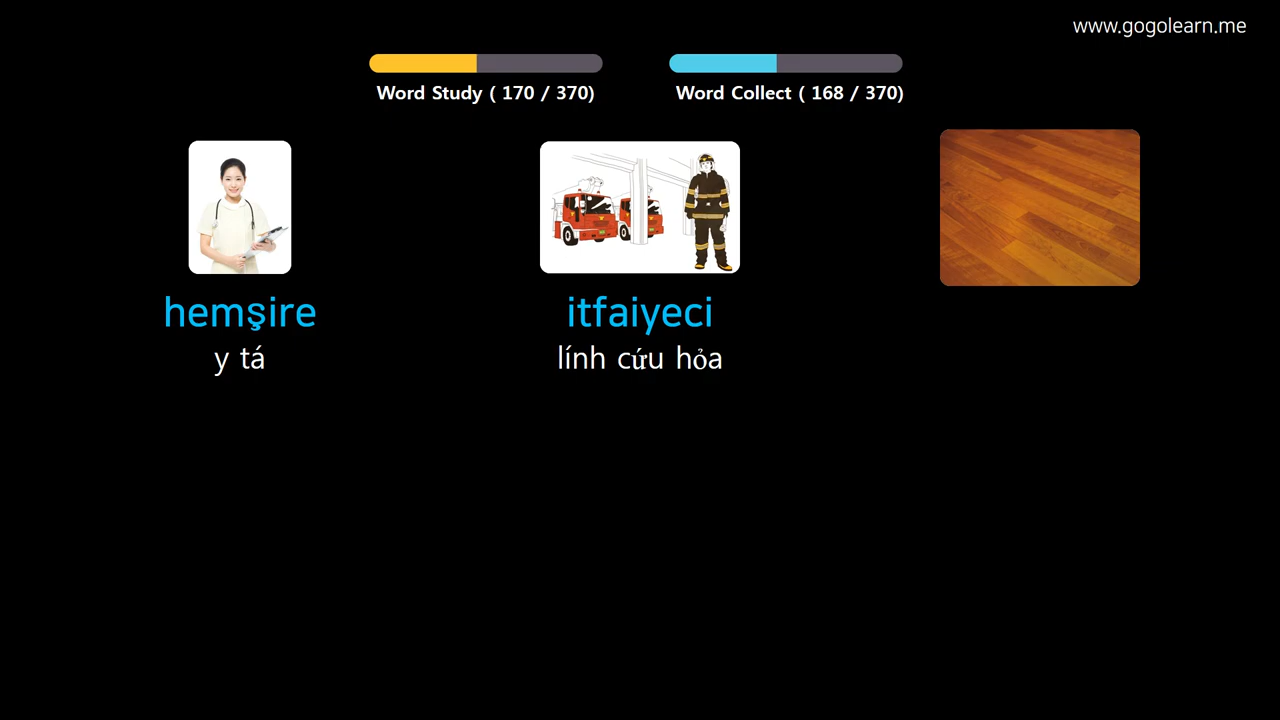 www.gogolearn.me
Word Study ( 170 / 370)
Word Collect ( 168 / 370)
hemşire
y tá
itfaiyeci
lính cứu hỏa